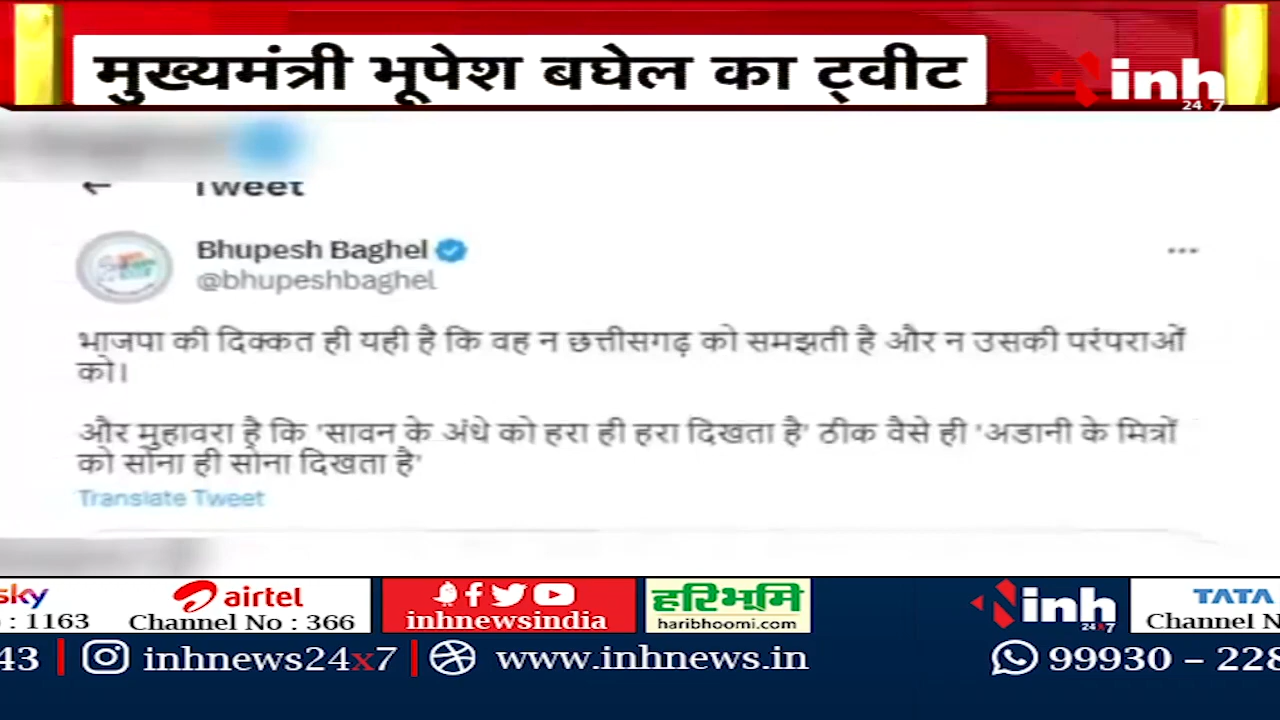 मुख्यमंत्री भूपेश बघेल का ट्वीट
inh
24x7
Tweet
Bhupesh Baghel
@bhupeshbaghel
भाजपा की दिक्कत ही यही है कि वह न छत्तीसगढ़ को समझती है और न उसकी परंपराओं
को।
और मुहावरा है कि 'सावन के अंधे को हरा ही हरा दिखता है' ठीक वैसे ही 'अडानी के मित्रों
को सोना ही सोना दिखता है'
Translate Tweet
sky
: 1163
airtel
Channel No : 366
inhnewsindia
हरिभूमि
haribhoomi.com
inh
24x7
TATA
Channel N
43 | inhnews24x7 | www.inhnews.in
99930 – 228